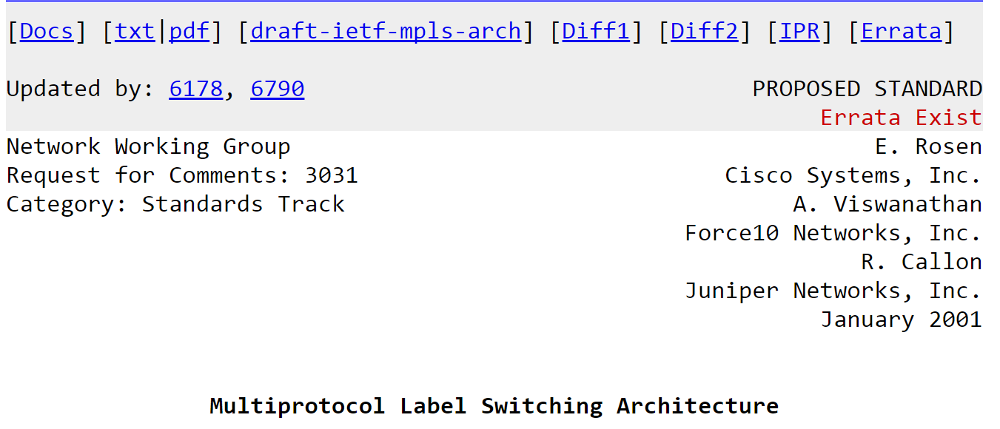 [Docs] [txt|pdf] [draft-ietf-mpls-arch] [Diff1] [Diff2] [IPR] [Errata]
Updated by: 6178, 6790 PROPOSED STANDARD
Errata Exist
Network Working Group E. Rosen
Request for Comments: 3031 Cisco Systems, Inc.
Category: Standards Track A. Viswanathan
Force10 Networks, Inc.
R. Callon
Juniper Networks, Inc.
January 2001
Multiprotocol Label Switching Architecture